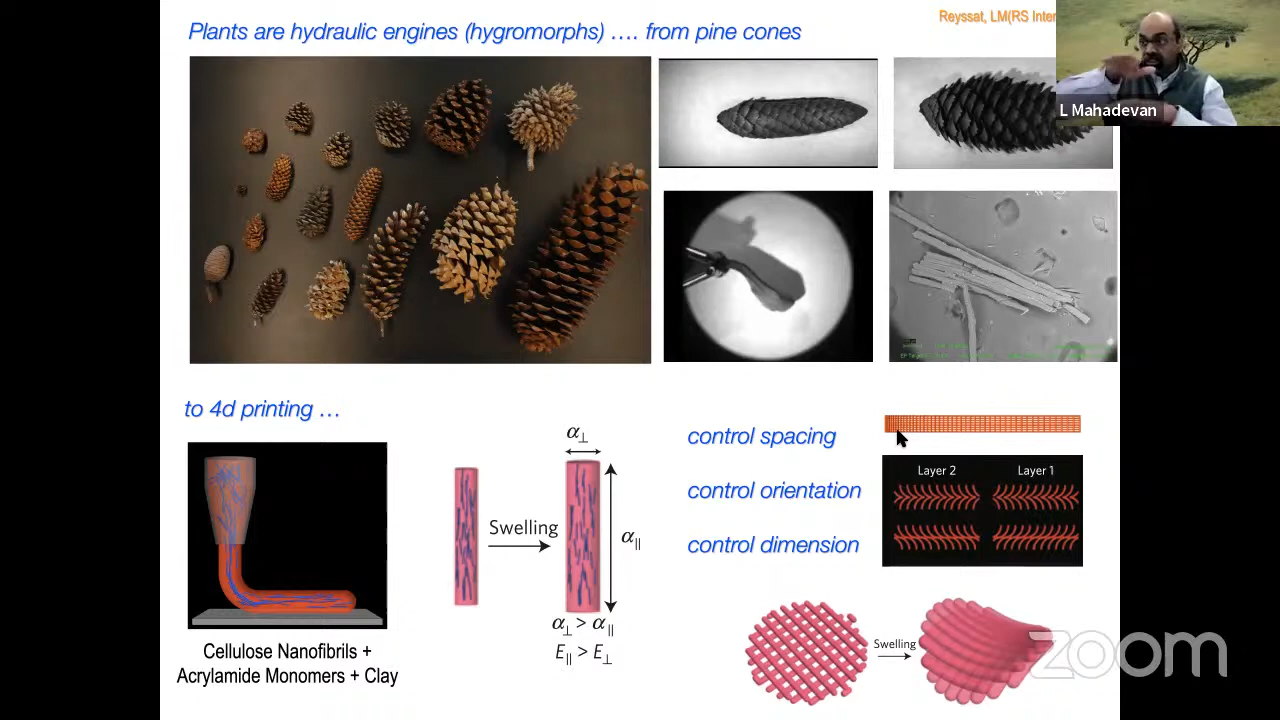 Plants are hydraulic engines (hygromorphs) .... from pine cones
Reyssat, LM(RS Inter
L Mahadevan
to 4d printing ...
α⊥
Swelling
α∥
α⊥ > α∥
E∥ > E⊥
Cellulose Nanofibrils +
Acrylamide Monomers + Clay
control spacing
control orientation
control dimension
Layer 2
Layer 1
Swelling
zoom